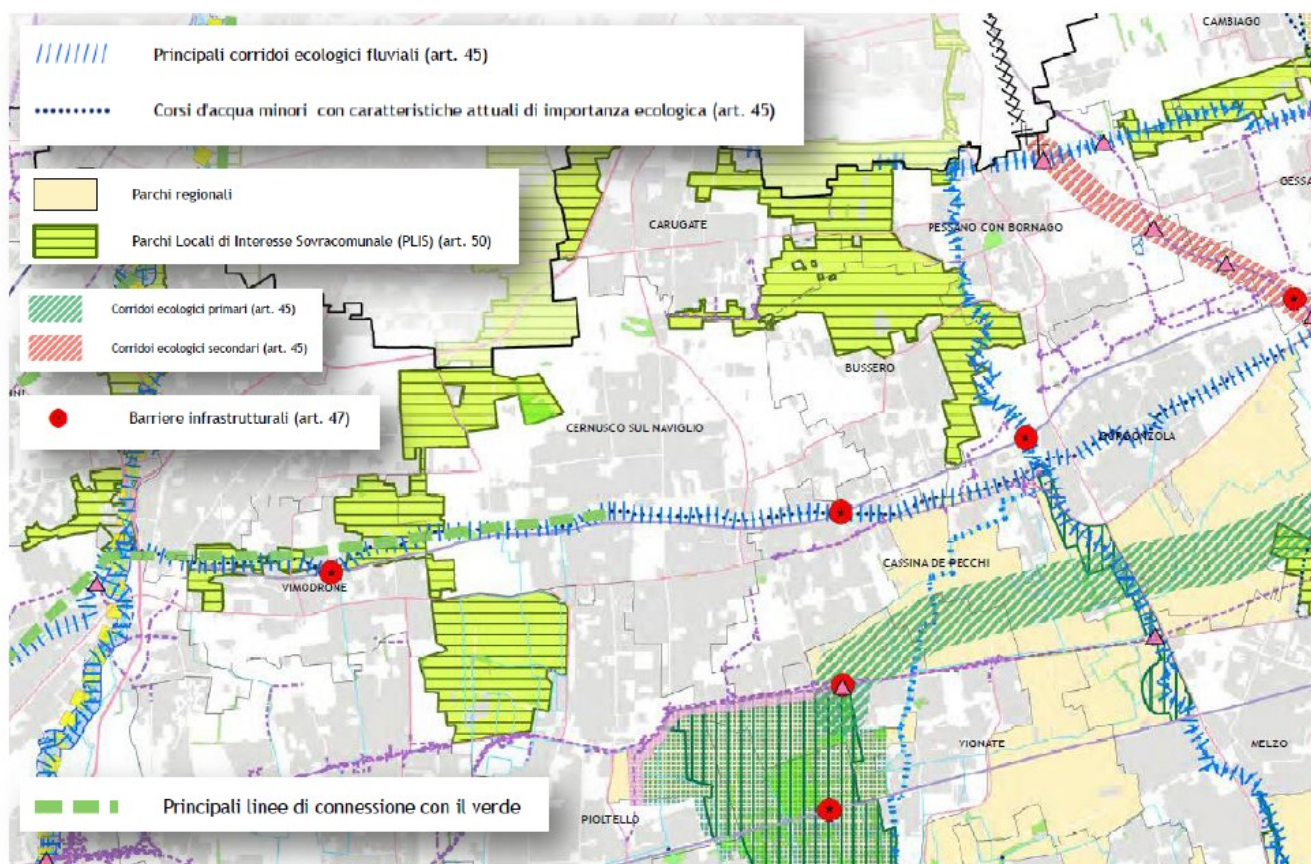 Principali corridoi ecologici fluviali (art. 45)
Corsi d'acqua minori con caratteristiche attuali di importanza ecologica (art. 45)
Parchi regionali
Parchi Locali di Interesse Sovracomunale (PLIS) (art. 50)
Corridoi ecologici primari (art. 45)
Corridoi ecologici secondari (art. 45)
Barriere infrastrutturali (art. 47)
CAMBIAGO
GESSA
CARUGATE
PESSANO CON BORNAGO
BUSSERO
CERNUSCO SUL NAVIGLIO
VIMODRONE
CASSINA DE PECCHI
VIGNATE
MELZO
PIOLTELLO
Principali linee di connessione con il verde